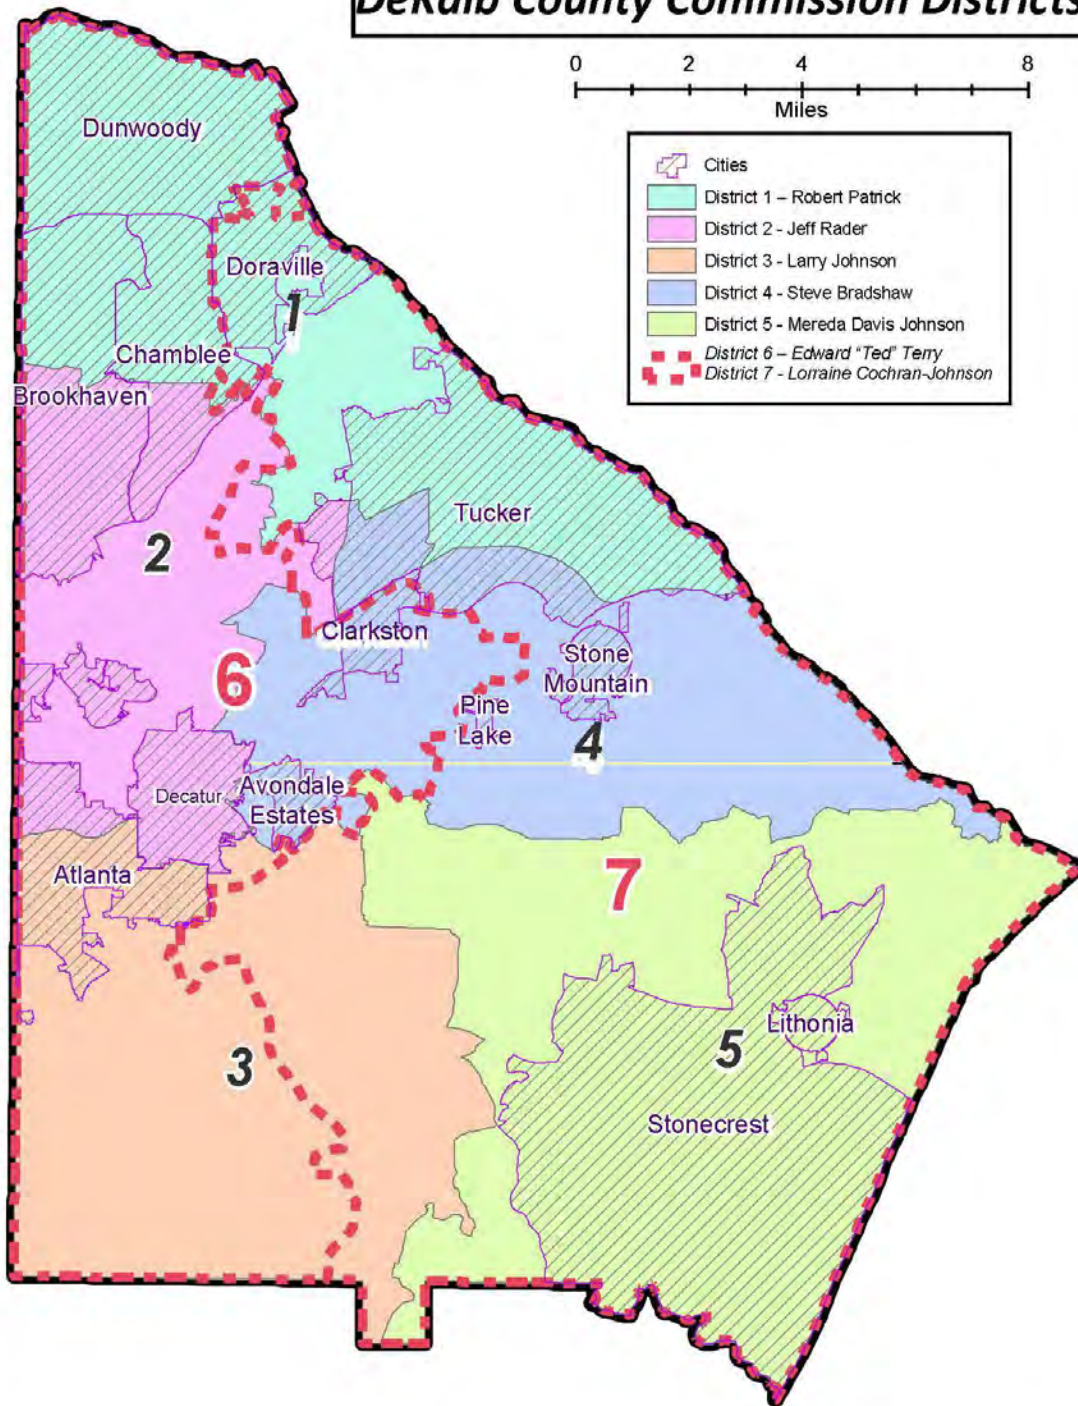 DeKalb County Commission Districts
0 2 4 8
Miles
Cities
District 1 – Robert Patrick
District 2 - Jeff Rader
District 3 - Larry Johnson
District 4 - Steve Bradshaw
District 5 - Mereda Davis Johnson
District 6 – Edward "Ted" Terry
District 7 - Lorraine Cochran-Johnson
Dunwoody
Doraville
1
Chamblee
Brookhaven
Tucker
2
Clarkston
Stone
Mountain
6
Pine
Lake
4
Avondale
Estates
Decatur
Atlanta
7
Lithonia
5
3
Stonecrest